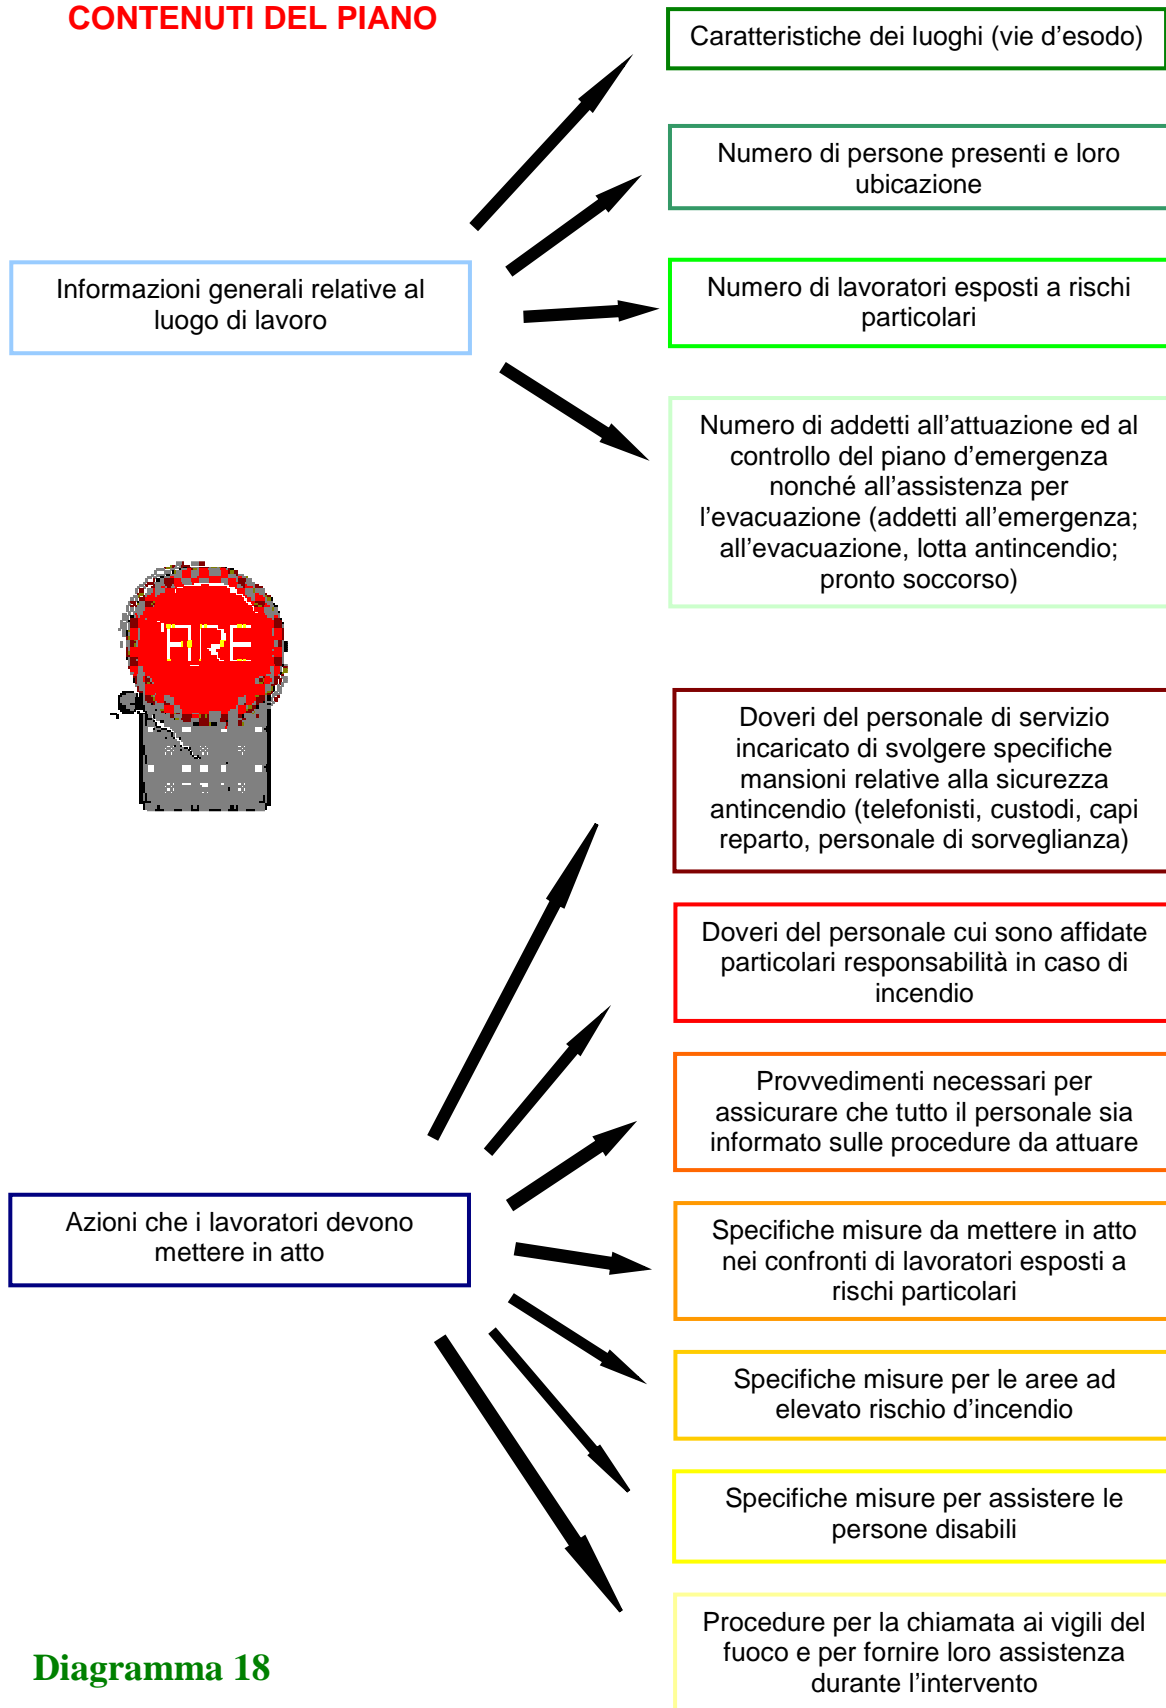 CONTENUTI DEL PIANO
Caratteristiche dei luoghi (vie d’esodo)
Numero di persone presenti e loro
ubicazione
Informazioni generali relative al
luogo di lavoro
Numero di lavoratori esposti a rischi
particolari
Numero di addetti all’attuazione ed al
controllo del piano d’emergenza
nonché all’assistenza per
l’evacuazione (addetti all’emergenza;
all’evacuazione, lotta antincendio;
pronto soccorso)
FIRE
Doveri del personale di servizio
incaricato di svolgere specifiche
mansioni relative alla sicurezza
antincendio (telefonisti, custodi, capi
reparto, personale di sorveglianza)
Doveri del personale cui sono affidate
particolari responsabilità in caso di
incendio
Provvedimenti necessari per
assicurare che tutto il personale sia
informato sulle procedure da attuare
Azioni che i lavoratori devono
mettere in atto
Specifiche misure da mettere in atto
nei confronti di lavoratori esposti a
rischi particolari
Specifiche misure per le aree ad
elevato rischio d’incendio
Specifiche misure per assistere le
persone disabili
Procedure per la chiamata ai vigili del
fuoco e per fornire loro assistenza
durante l’intervento
Diagramma 18